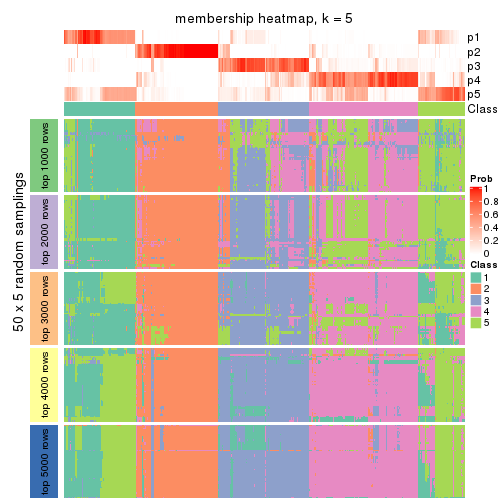 membership heatmap, k = 5
p1
p2
p3
p4
p5
Class
50 x 5 random samplings
top 1000 rows
top 2000 rows
top 3000 rows
top 4000 rows
top 5000 rows
Prob
1
0.8
0.6
0.4
0.2
0
Class
1
2
3
4
5